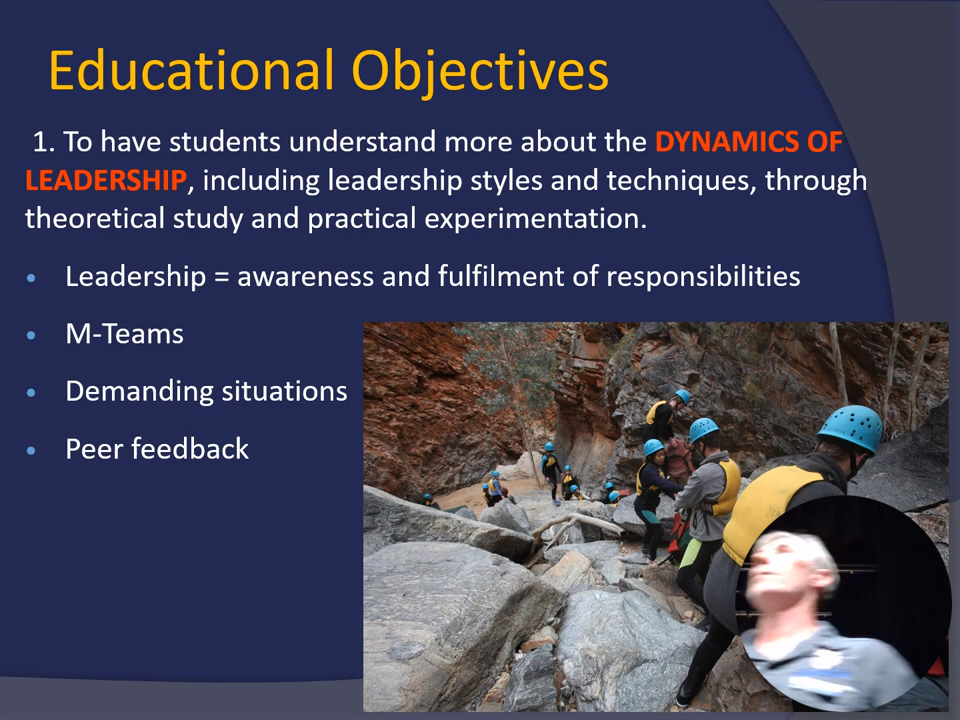 Educational Objectives
1. To have students understand more about the DYNAMICS OF
LEADERSHIP, including leadership styles and techniques, through
theoretical study and practical experimentation.
• Leadership = awareness and fulfilment of responsibilities
• M-Teams
• Demanding situations
• Peer feedback